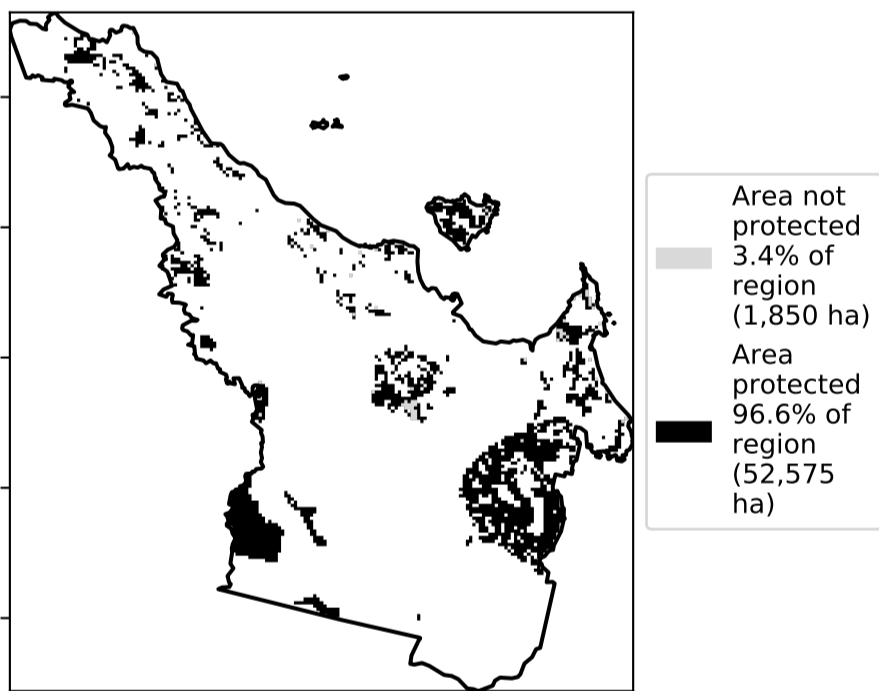 Area not
protected
3.4% of
region
(1,850 ha)
Area
protected
96.6% of
region
(52,575
ha)